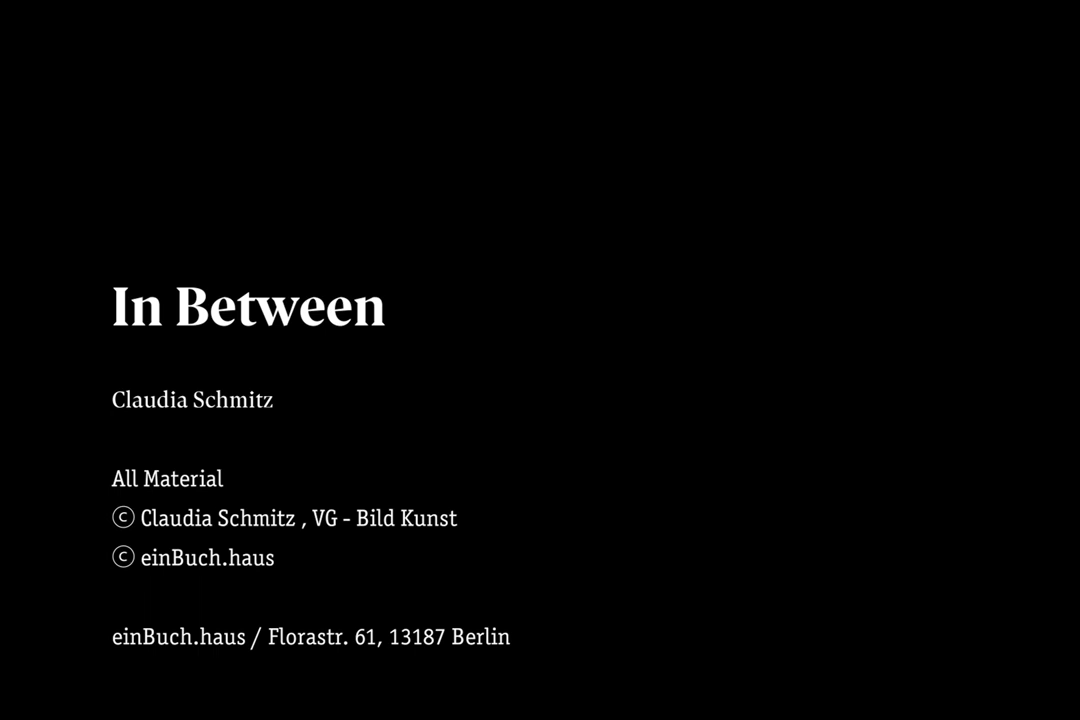 In Between
Claudia Schmitz
All Material
ⓒ Claudia Schmitz , VG - Bild Kunst
ⓒ einBuch.haus
einBuch.haus / Florastr. 61, 13187 Berlin